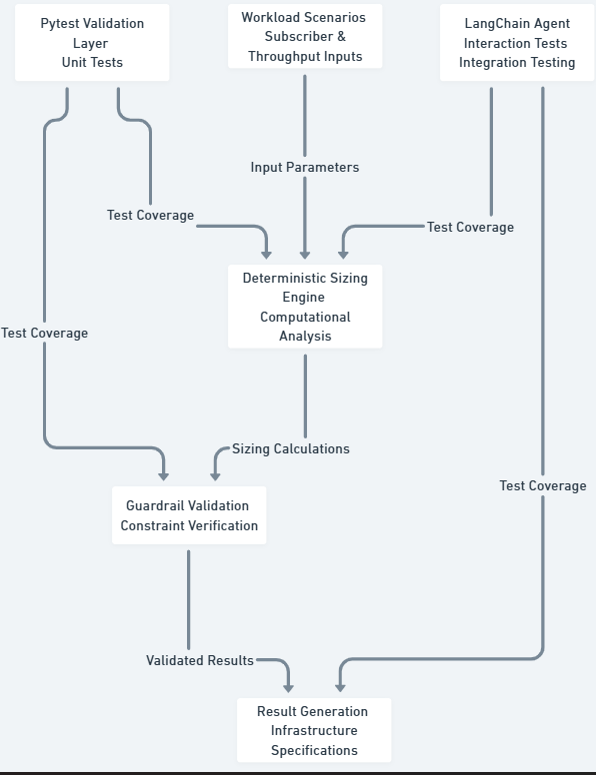 Pytest Validation
Layer
Unit Tests
Workload Scenarios
Subscriber &
Throughput Inputs
LangChain Agent
Interaction Tests
Integration Testing
Input Parameters
Test Coverage
Test Coverage
Deterministic Sizing
Engine
Computational
Analysis
Test Coverage
Sizing Calculations
Test Coverage
Guardrail Validation
Constraint Verification
Validated Results
Result Generation
Infrastructure
Specifications